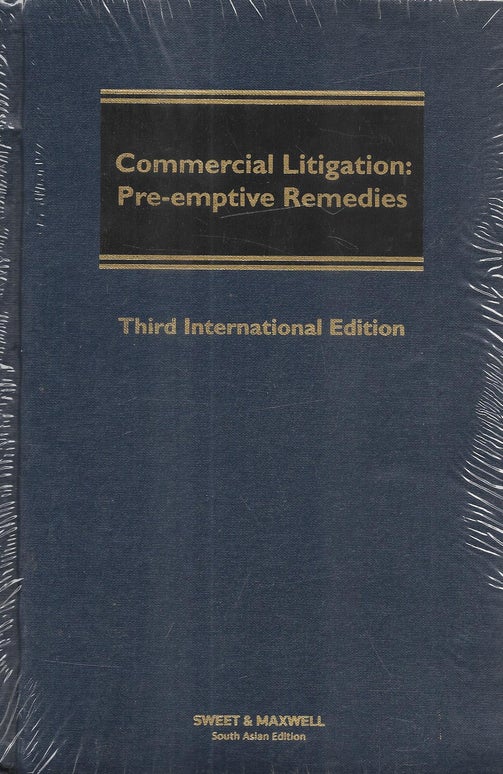 Commercial Litigation:
Pre-emptive Remedies
Third International Edition
SWEET & MAXWELL
South Asian Edition